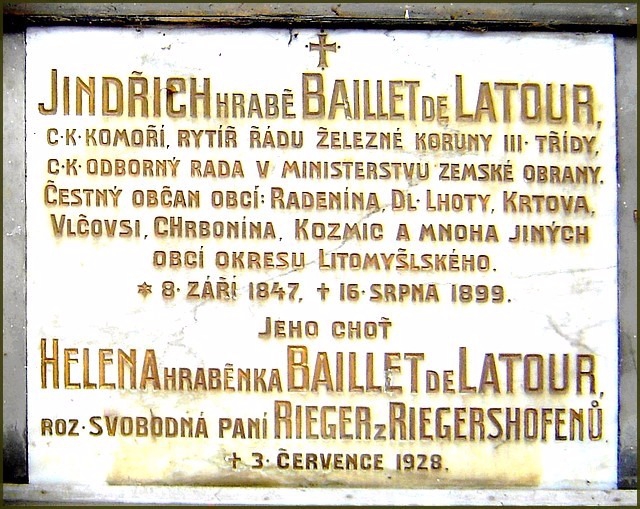 JINDŘICH HRABĚ BAILLET DE LATOUR,
C·K·KOMOŘÍ, RYTÍŘ ŘÁDU ŽELEZNÉ KORUNY III· TŘÍDY,
C·K·ODBORNÝ RADA V MINISTERSTVU ZEMSKÉ OBRANY.
ČESTNÝ OBČAN OBCÍ: RADENÍNA, DL· LHOTY, KRTOVA,
VLČOVSI, CHRBONÍNA, KOZMIC A MNOHA JINÝCH
OBCÍ OKRESU LITOMYŠLSKÉHO.
* 8· ZÁŘÍ 1847, † 16· SRPNA 1899.
JEHO CHOŤ
HELENA HRABĚNKA BAILLET DE LATOUR,
ROZ· SVOBODNÁ PANÍ RIEGER Z RIEGERSHOFENŮ
† 3· ČERVENCE 1928.